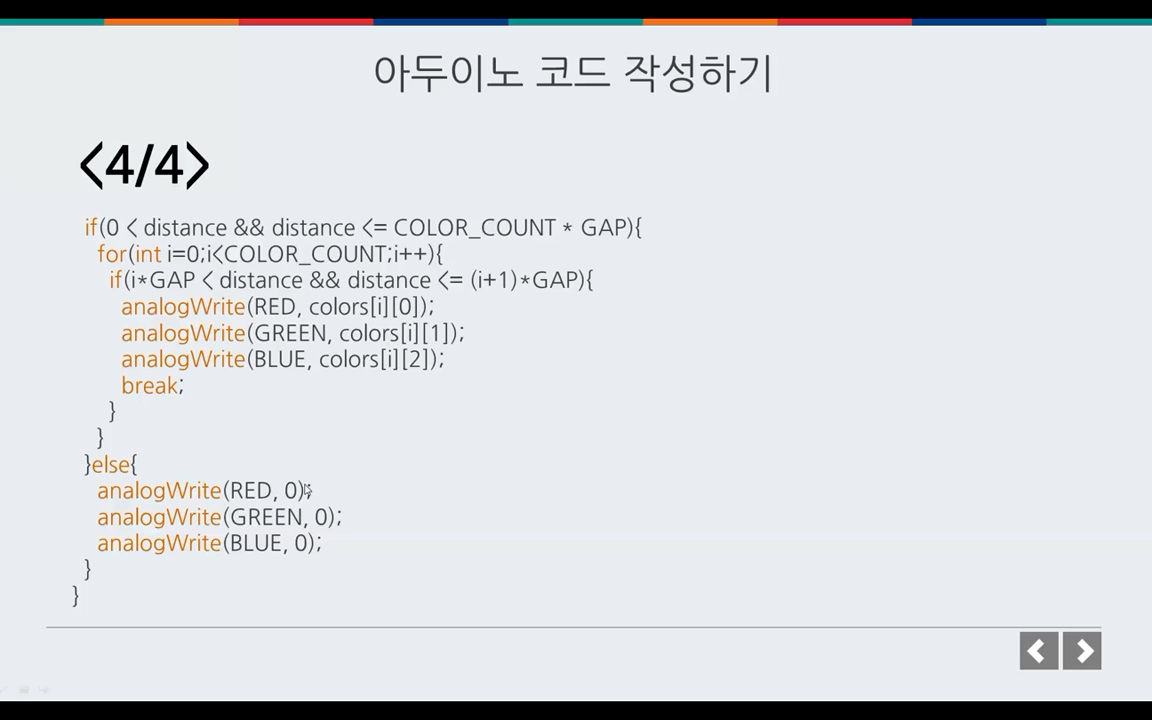 아두이노 코드 작성하기
<4/4>
if(0 < distance && distance <= COLOR_COUNT * GAP){
for(int i=0;i<COLOR_COUNT;i++){
if(i*GAP < distance && distance <= (i+1)*GAP){
analogWrite(RED, colors[i][0]);
analogWrite(GREEN, colors[i][1]);
analogWrite(BLUE, colors[i][2]);
break;
}
}
}else{
analogWrite(RED, 0);
analogWrite(GREEN, 0);
analogWrite(BLUE, 0);
}
}